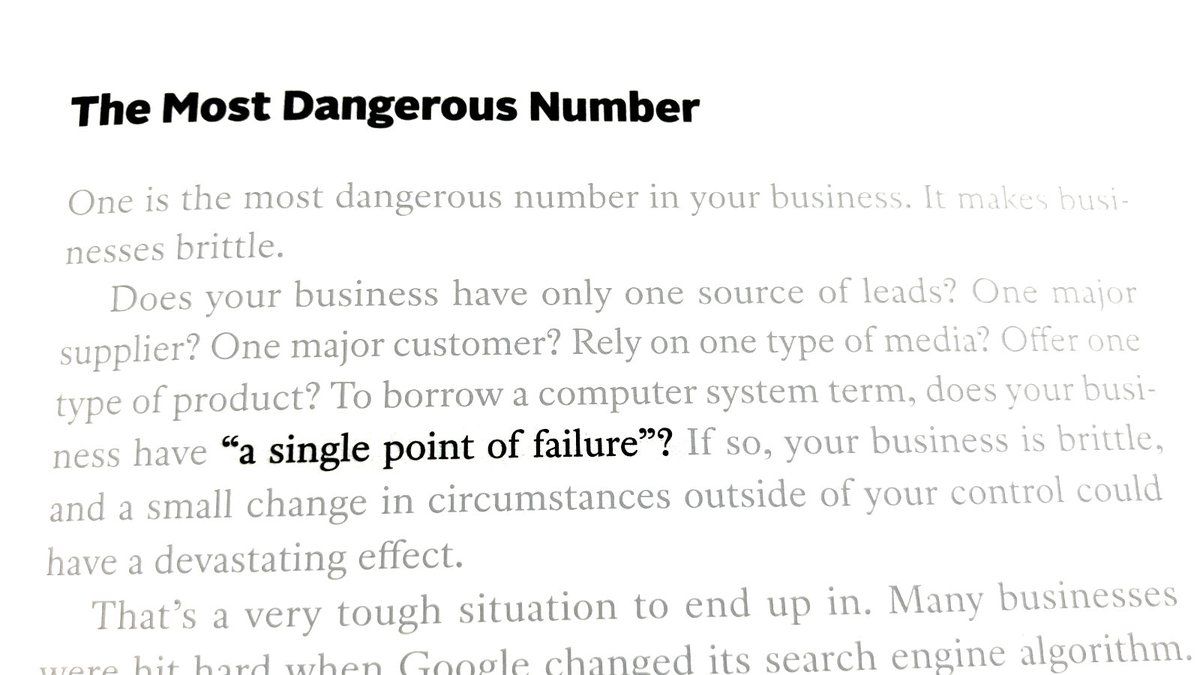 The Most Dangerous Number
One is the most dangerous number in your business. It makes busi-
nesses brittle.
Does your business have only one source of leads? One major
supplier? One major customer? Rely on one type of media? Offer one
type of product? To borrow a computer system term, does your busi-
ness have “a single point of failure”? If so, your business is brittle,
and a small change in circumstances outside of your control could
have a devastating effect.
That’s a very tough situation to end up in. Many businesses
were hit hard when Google changed its search engine algorithm.